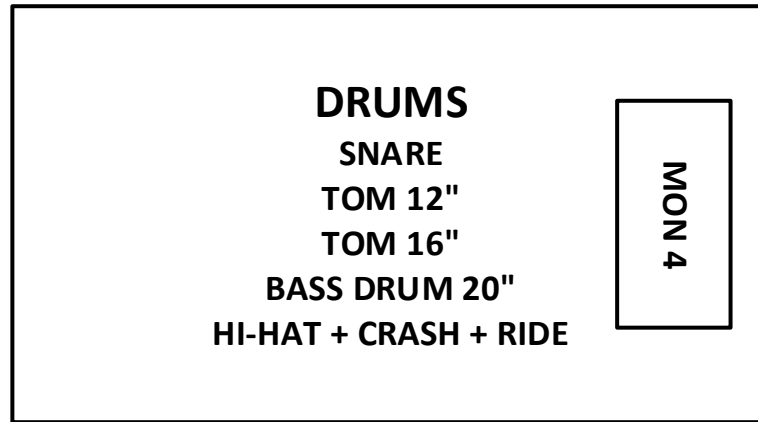 DRUMS
SNARE
TOM 12"
TOM 16"
BASS DRUM 20"
HI-HAT + CRASH + RIDE
MON 4